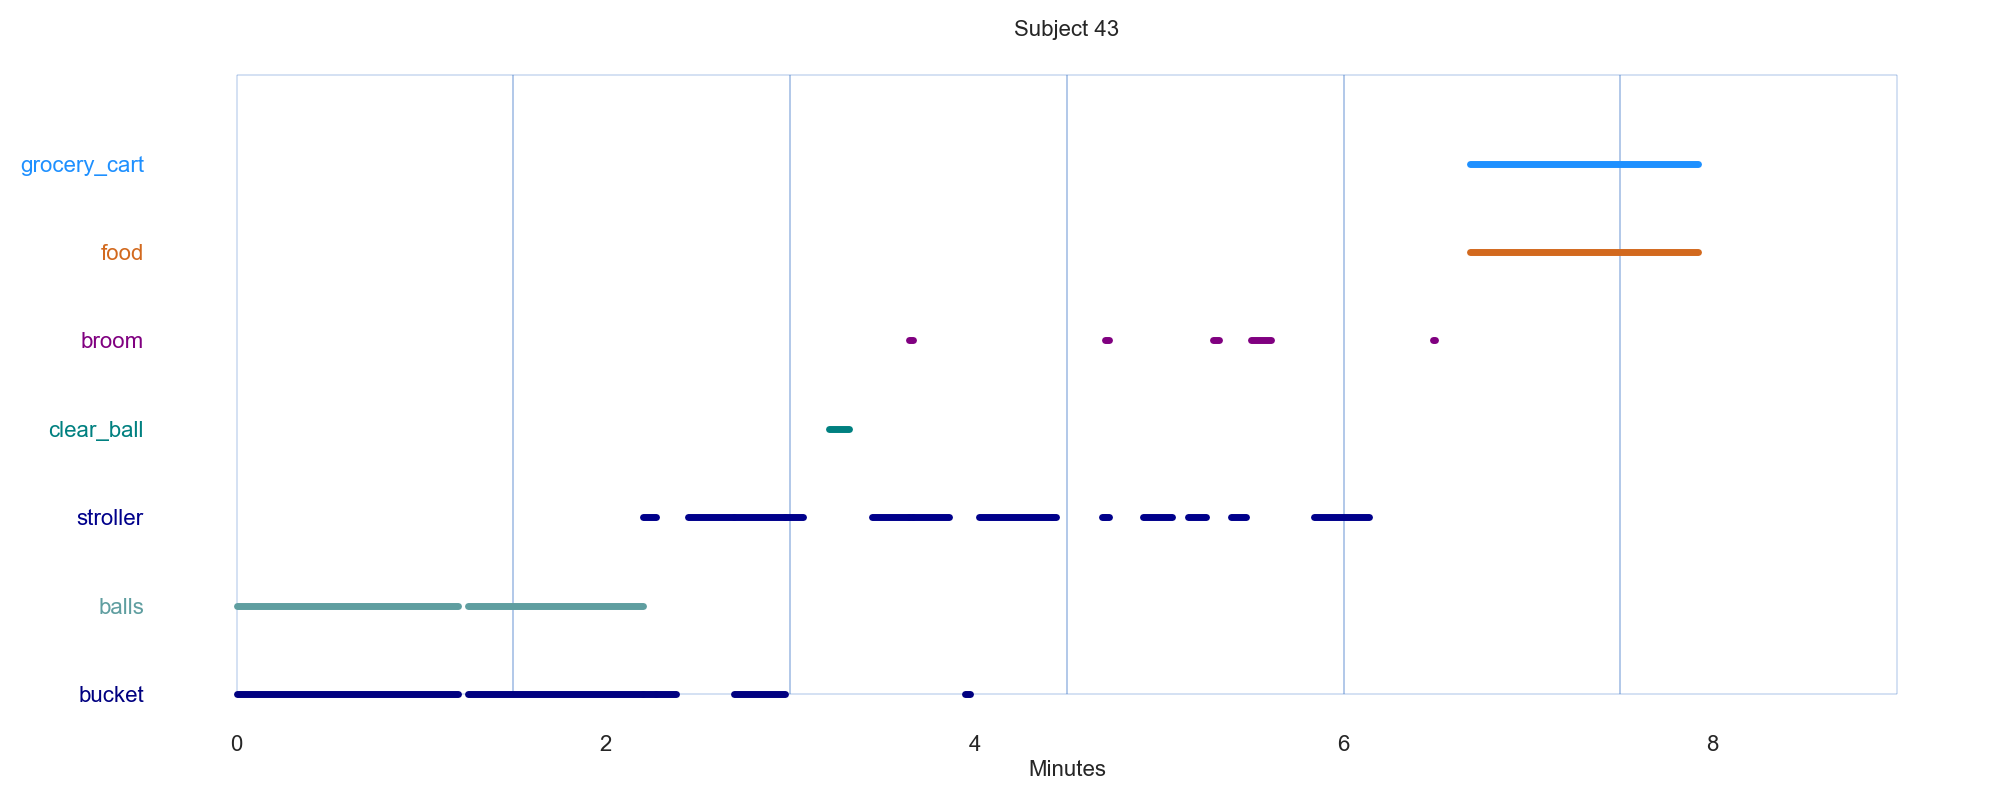 Subject 43
grocery_cart
food
broom
clear_ball
stroller
balls
bucket
0 2 4 6 8
Minutes